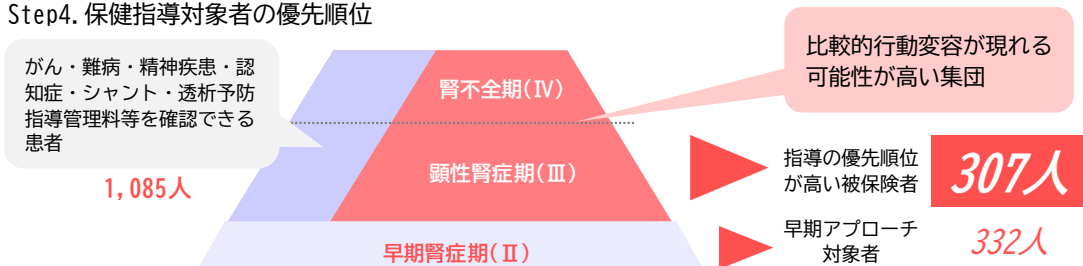 Step4.保健指導対象者の優先順位
がん・難病・精神疾患・認
知症・シャント・透析予防
指導管理料等を確認できる
患者
1,085人
腎不全期(Ⅳ)
顕性腎症期(Ⅲ)
早期腎症期(Ⅱ)
比較的行動変容が現れる
可能性が高い集団
指導の優先順位
が高い被保険者
307人
早期アプローチ
対象者
332人